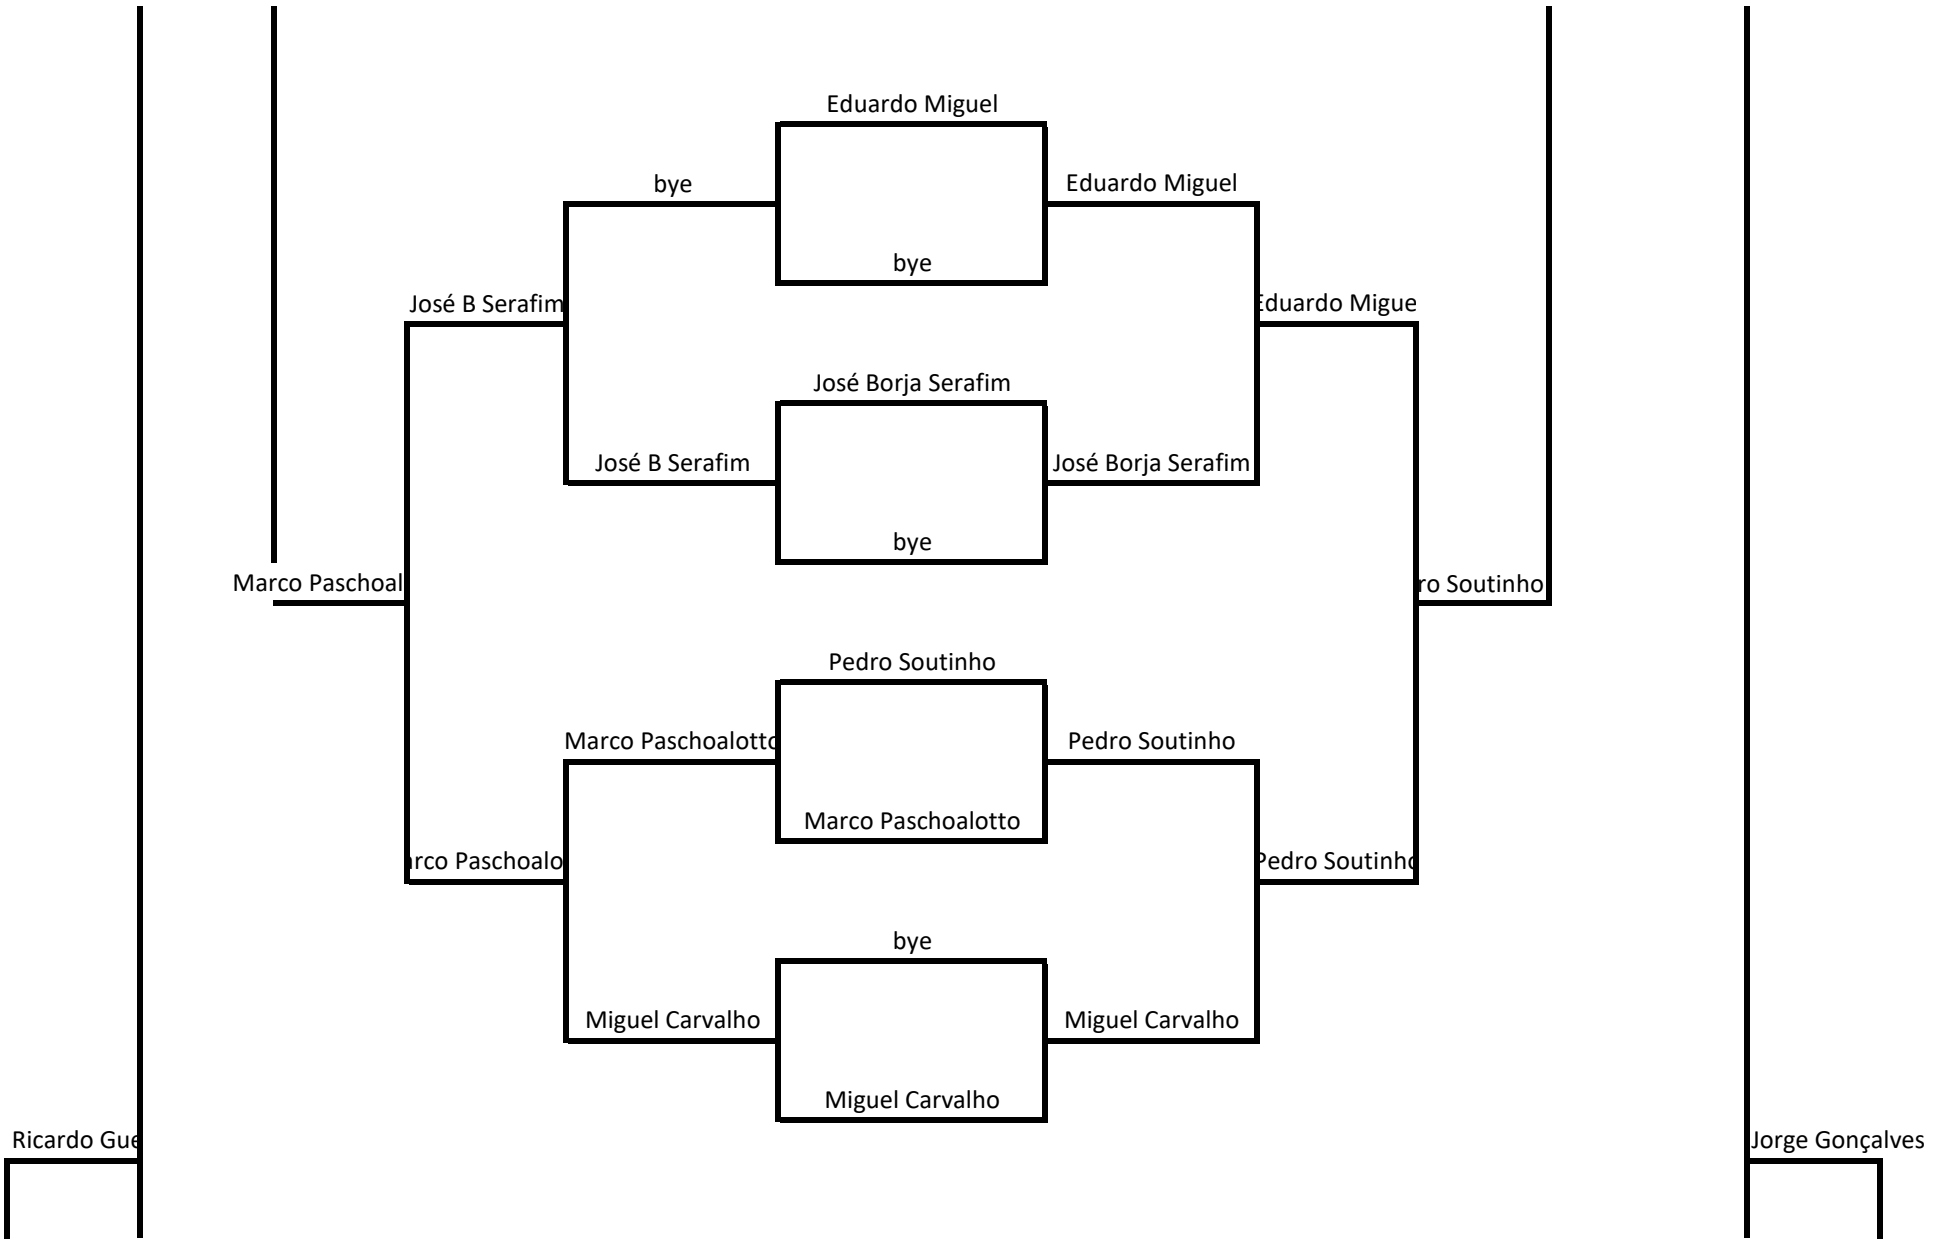 Eduardo Miguel
bye
Eduardo Miguel
bye
José B Serafim
Eduardo Migue
José Borja Serafim
José B Serafim
José Borja Serafim
bye
Marco Paschoal
ro Soutinho
Pedro Soutinho
Marco Paschoalotto
Pedro Soutinho
Marco Paschoalotto
rco Paschoalo
Pedro Soutinho
bye
Miguel Carvalho
Miguel Carvalho
Miguel Carvalho
Ricardo Gue
Jorge Gonçalves